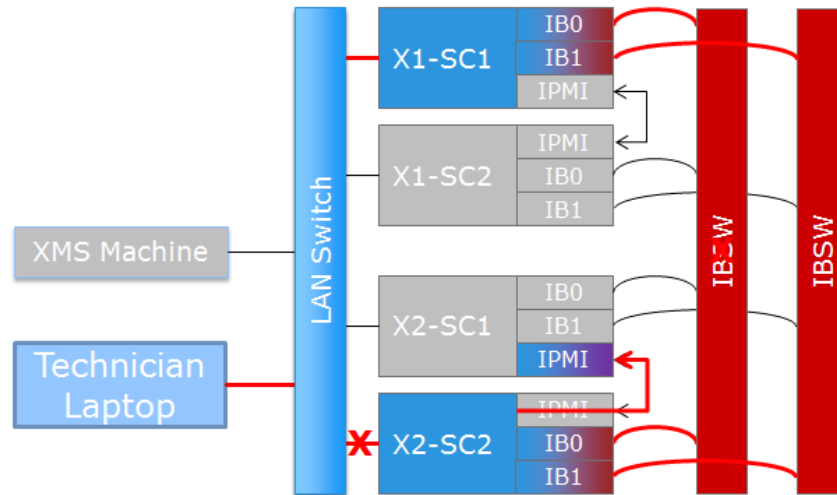 X1-SC1
IB0
IB1
IPMI
X1-SC2
IPMI
IB0
IB1
XMS Machine
LAN Switch
IBSW
IBSW
X2-SC1
IB0
IB1
IPMI
Technician
Laptop
X
X2-SC2
IPMI
IB0
IB1